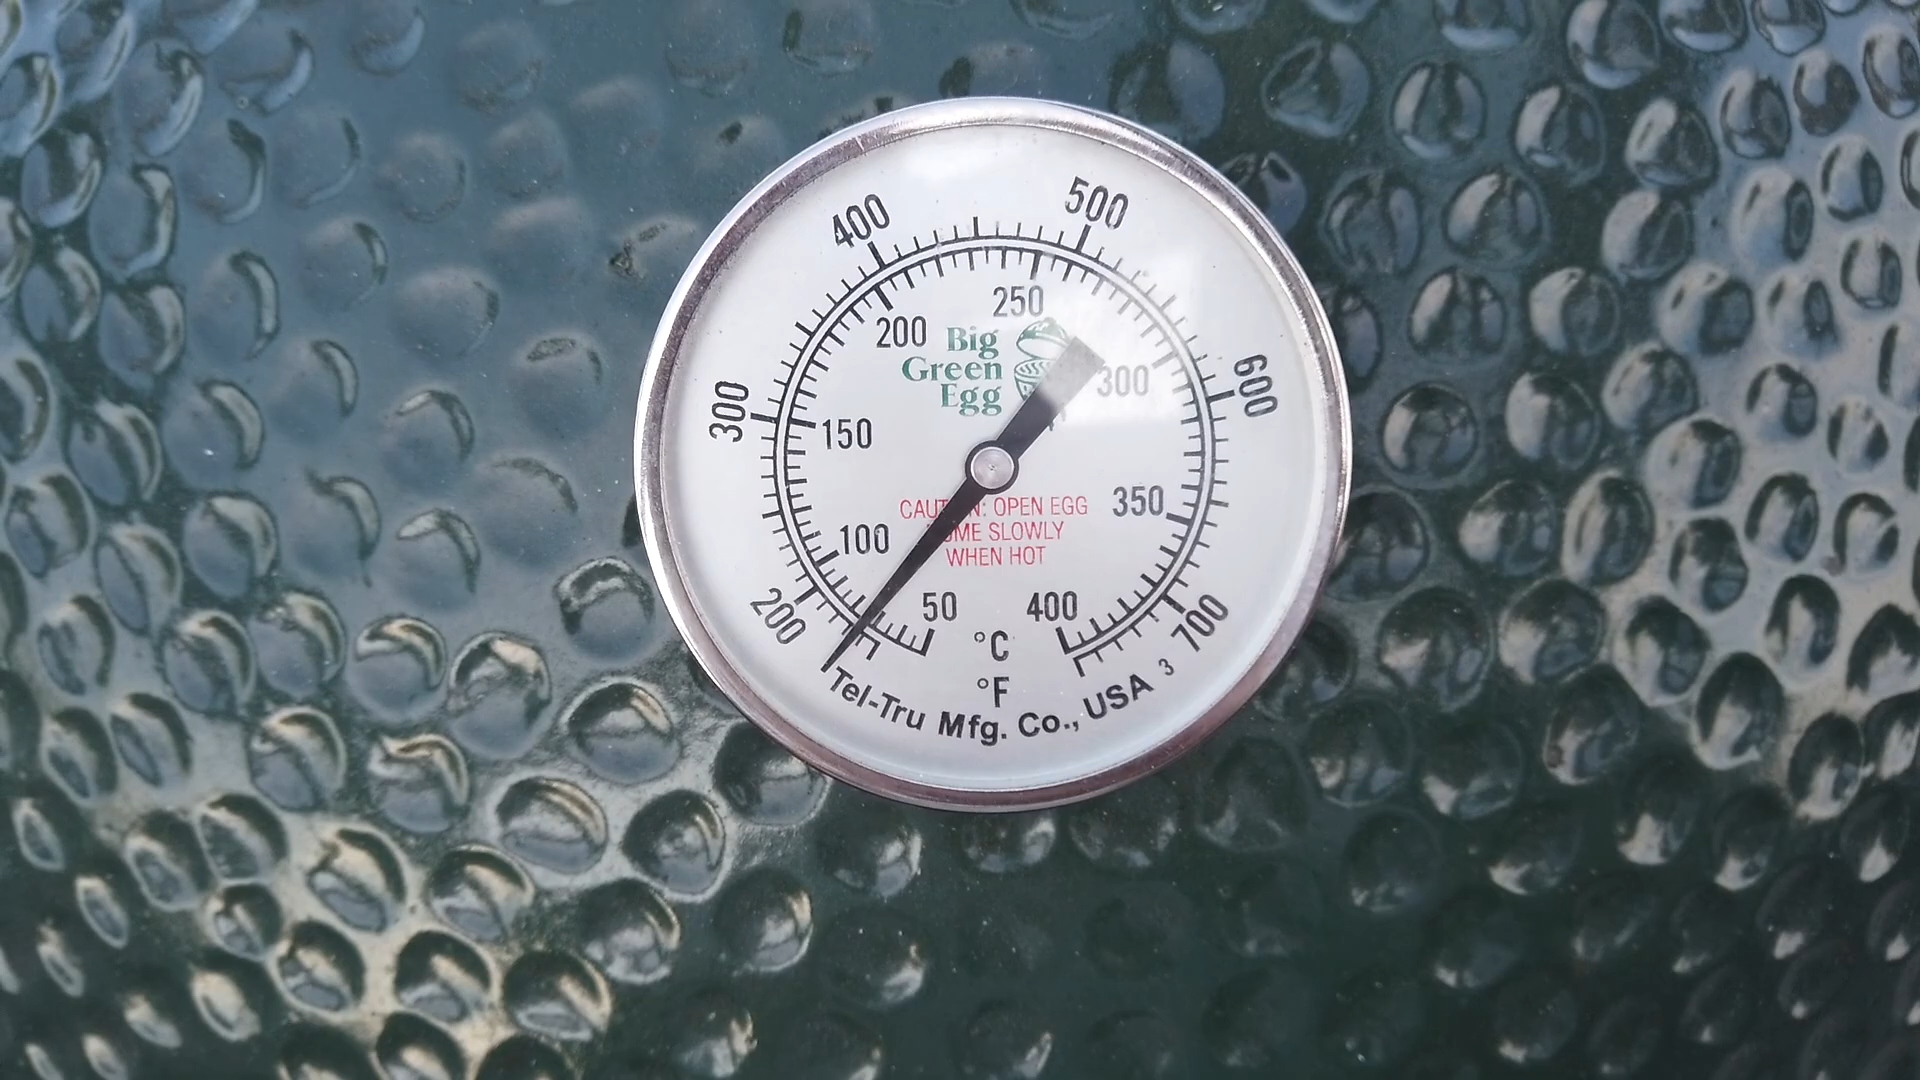 400
500
300
600
200
700
200
250
150
300
100
350
50
400
Big
Green
Egg
CAUTION: OPEN EGG
DOME SLOWLY
WHEN HOT
°C
°F
Tel-Tru Mfg. Co., USA 3